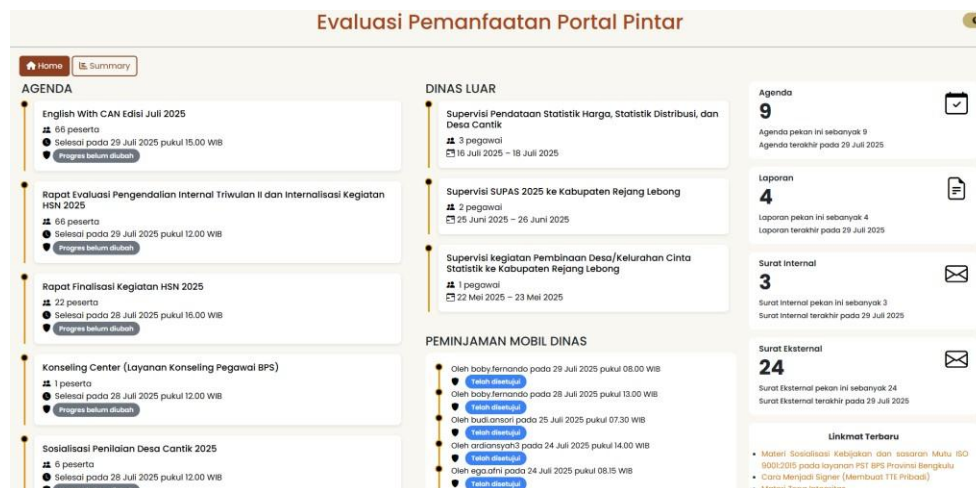 Evaluasi Pemanfaatan Portal Pintar
Home
Summary
AGENDA
English With CAN Edisi Juli 2025
66 peserta
Selesai pada 29 Juli 2025 pukul 15.00 WIB
Progres belum diubah
Rapat Evaluasi Pengendalian Internal Triwulan II dan Internalisasi Kegiatan
HSN 2025
66 peserta
Selesai pada 29 Juli 2025 pukul 12.00 WIB
Progres belum diubah
Rapat Finalisasi Kegiatan HSN 2025
22 peserta
Selesai pada 28 Juli 2025 pukul 16.00 WIB
Progres belum diubah
Konseling Center (Layanan Konseling Pegawai BPS)
1 peserta
Selesai pada 28 Juli 2025 pukul 12.00 WIB
Progres belum diubah
Sosialisasi Penilaian Desa Cantik 2025
6 peserta
Selesai pada 28 Juli 2025 pukul 12.00 WIB
DINAS LUAR
Supervisi Pendataan Statistik Harga, Statistik Distribusi, dan
Desa Cantik
3 pegawai
16 Juli 2025 – 18 Juli 2025
Supervisi SUPAS 2025 ke Kabupaten Rejang Lebong
2 pegawai
25 Juni 2025 – 26 Juni 2025
Supervisi kegiatan Pembinaan Desa/Kelurahan Cinta
Statistik ke Kabupaten Rejang Lebong
1 pegawai
22 Mei 2025 – 23 Mei 2025
PEMINJAMAN MOBIL DINAS
Oleh boby.fernando pada 29 Juli 2025 pukul 08.00 WIB
Telah disetujui
Oleh boby.fernando pada 28 Juli 2025 pukul 13.00 WIB
Telah disetujui
Oleh budi.ansori pada 25 Juli 2025 pukul 07.30 WIB
Telah disetujui
Oleh ardiansyah3 pada 24 Juli 2025 pukul 14.00 WIB
Telah disetujui
Oleh ega.afni pada 24 Juli 2025 pukul 08.15 WIB
Telah disetujui
Agenda
9
Agenda pekan ini sebanyak 9
Agenda terakhir pada 29 Juli 2025
Laporan
4
Laporan pekan ini sebanyak 4
Laporan terakhir pada 29 Juli 2025
Surat Internal
3
Surat Internal pekan ini sebanyak 3
Surat Internal terakhir pada 29 Juli 2025
Surat Eksternal
24
Surat Eksternal pekan ini sebanyak 24
Surat Eksternal terakhir pada 29 Juli 2025
Linkmat Terbaru
Materi Sosialisasi Kebijakan dan sasaran Mutu ISO
9001:2015 pada layanan PST BPS Provinsi Bengkulu
Cara Menjadi Signer (Membuat TTE Pribadi)